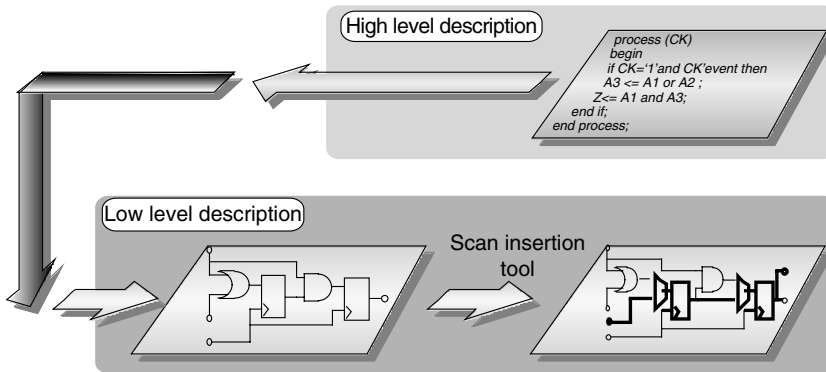 High level description
process (CK)
begin
if CK=‘1’and CK’event then
A3 <= A1 or A2 ;
Z<= A1 and A3;
end if;
end process;
Low level description
Scan insertion
tool